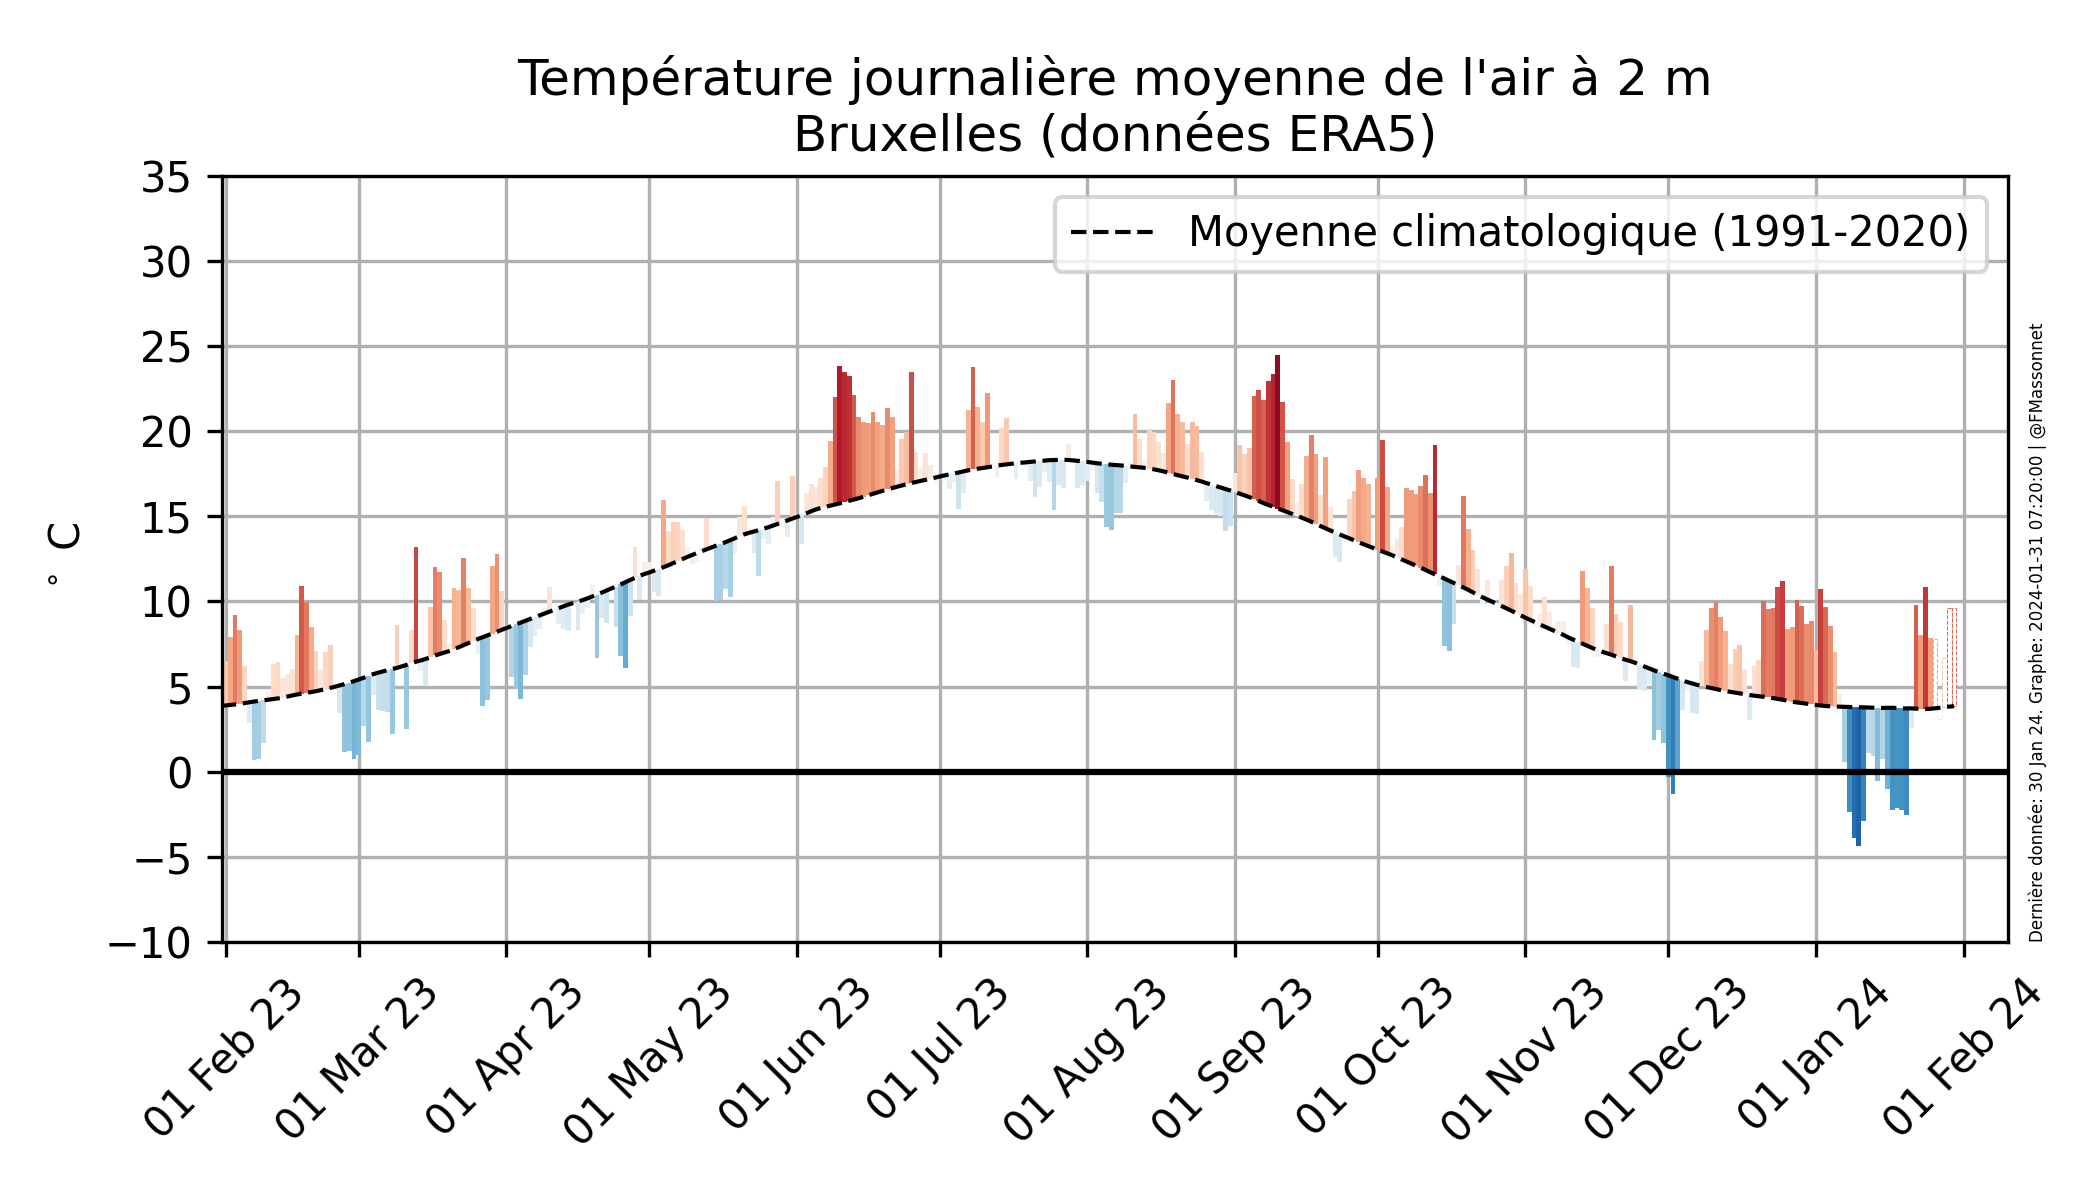 Température journalière moyenne de l'air à 2 m
Bruxelles (données ERA5)
Moyenne climatologique (1991-2020)
° C
35
30
25
20
15
10
5
0
−5
−10
01 Feb 23
01 Mar 23
01 Apr 23
01 May 23
01 Jun 23
01 Jul 23
01 Aug 23
01 Sep 23
01 Oct 23
01 Nov 23
01 Dec 23
01 Jan 24
01 Feb 24
Dernière donnée: 30 Jan 24. Graphe: 2024-01-31 07:20:00 | @FMassonnet